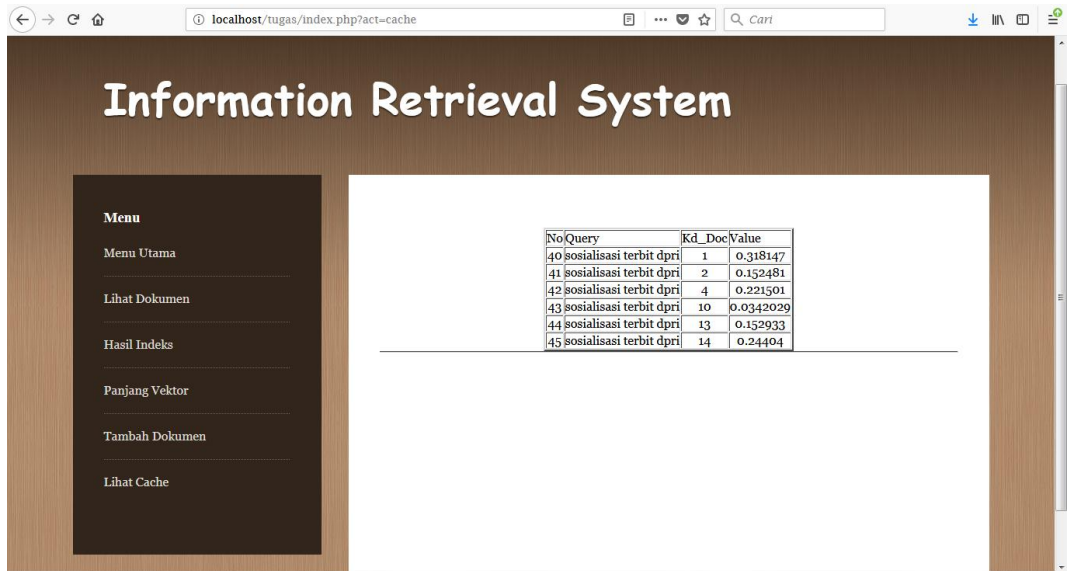 localhost/tugas/index.php?act=cache
Cari
Information Retrieval System
Menu
Menu Utama
Lihat Dokumen
Hasil Indeks
Panjang Vektor
Tambah Dokumen
Lihat Cache
No Query Kd_Doc Value
40 sosialisasi terbit dpri 1 0.318147
41 sosialisasi terbit dpri 2 0.152481
42 sosialisasi terbit dpri 4 0.221501
43 sosialisasi terbit dpri 10 0.0342029
44 sosialisasi terbit dpri 13 0.152933
45 sosialisasi terbit dpri 14 0.24404